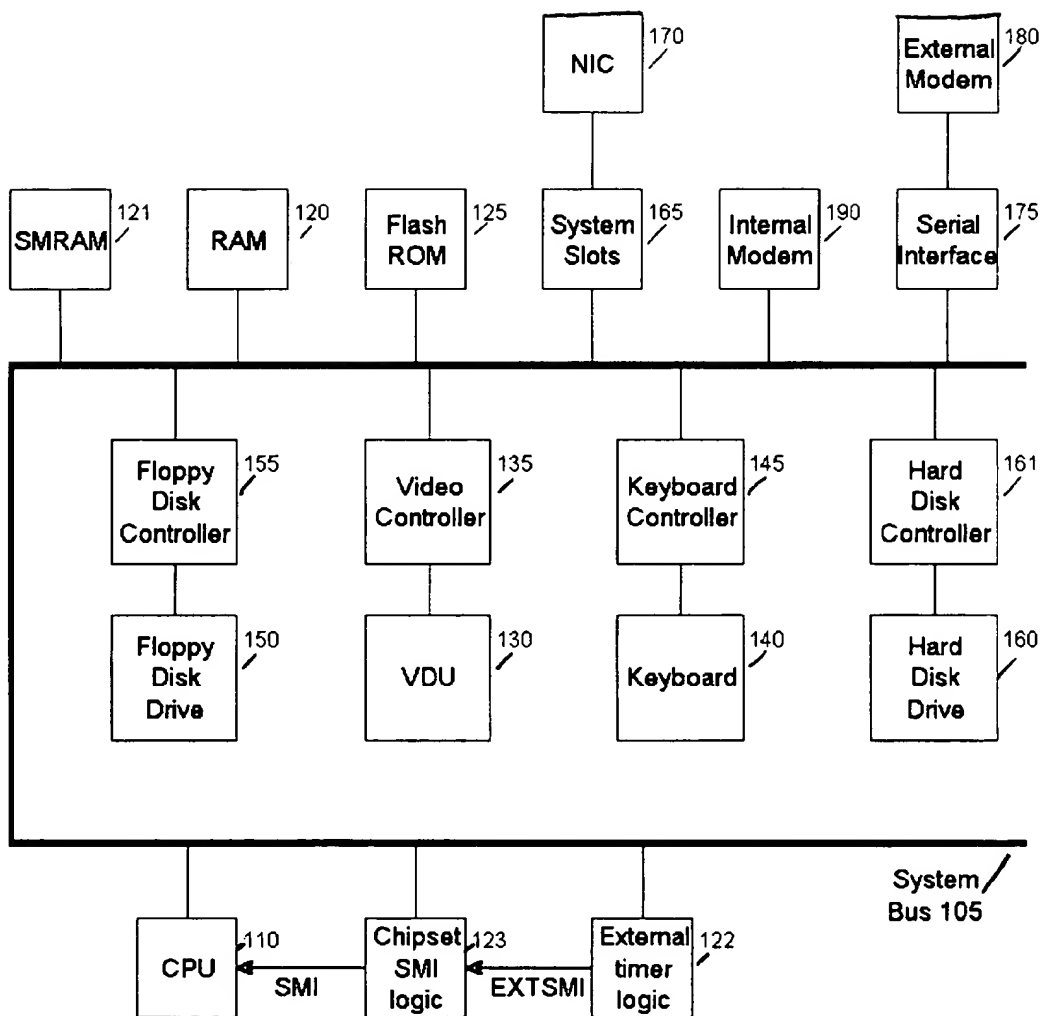 170
NIC
180
External
Modem
121
SMRAM
120
RAM
125
Flash
ROM
165
System
Slots
190
Internal
Modem
175
Serial
Interface
155
Floppy
Disk
Controller
135
Video
Controller
145
Keyboard
Controller
161
Hard
Disk
Controller
150
Floppy
Disk
Drive
130
VDU
140
Keyboard
160
Hard
Disk
Drive
System
Bus 105
110
CPU
SMI
123
Chipset
SMI
logic
EXTSMI
122
External
timer
logic